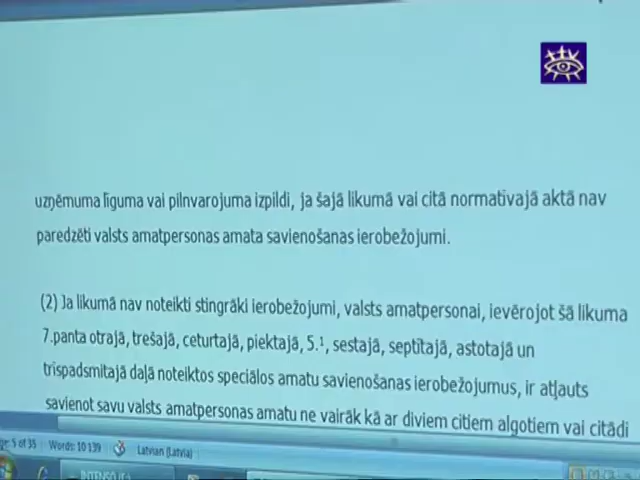 uzņēmuma līguma vai pilnvarojuma izpildi, ja šajā likumā vai citā normatīvajā aktā nav
paredzēti valsts amatpersonas amata savienošanas ierobežojumi.
(2) Ja likumā nav noteikti stingrāki ierobežojumi, valsts amatpersonai, ievērojot šā likuma
7.panta otrajā, trešajā, ceturtajā, piektajā, 5.¹, sestajā, septītajā, astotajā un
trīspadsmitajā daļā noteiktos speciālos amatu savienošanas ierobežojumus, ir atļauts
savienot savu valsts amatpersonas amatu ne vairāk kā ar diviem citiem algotiem vai citādi
5 of 35 Words: 10 139 Latvian (Latvia)